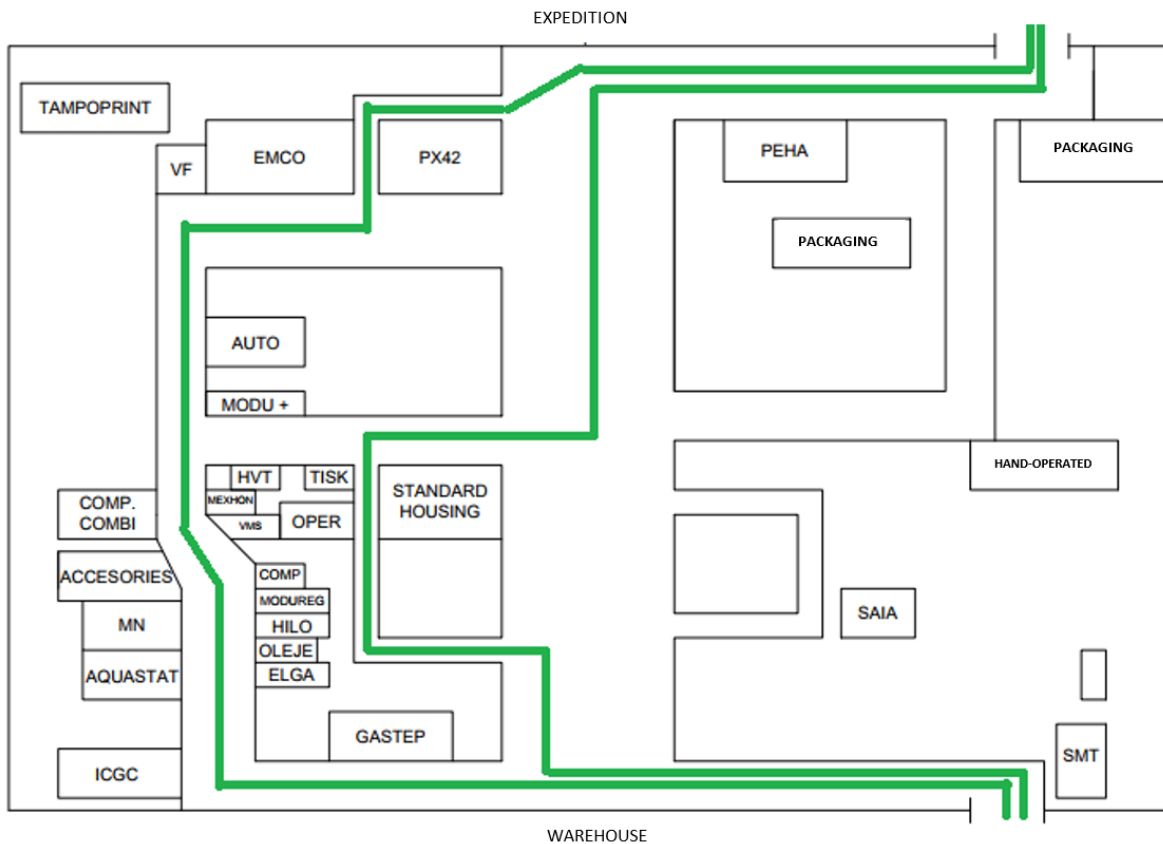 EXPEDITION
TAMPOPRINT
VF
EMCO
PX42
PEHA
PACKAGING
PACKAGING
AUTO
MODU +
HVT
TISK
MEXHON
VMS
OPER
STANDARD
HOUSING
HAND-OPERATED
COMP.
COMBI
ACCESORIES
COMP
MODUREG
HILO
OLEJE
ELGA
MN
AQUASTAT
SAIA
GASTEP
ICGC
SMT
WAREHOUSE